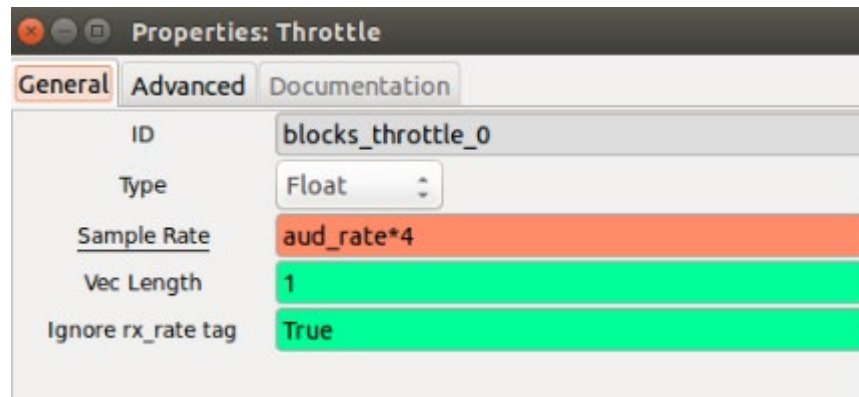 Properties: Throttle
General Advanced Documentation
ID blocks_throttle_0
Type Float
Sample Rate aud_rate*4
Vec Length 1
Ignore rx_rate tag True